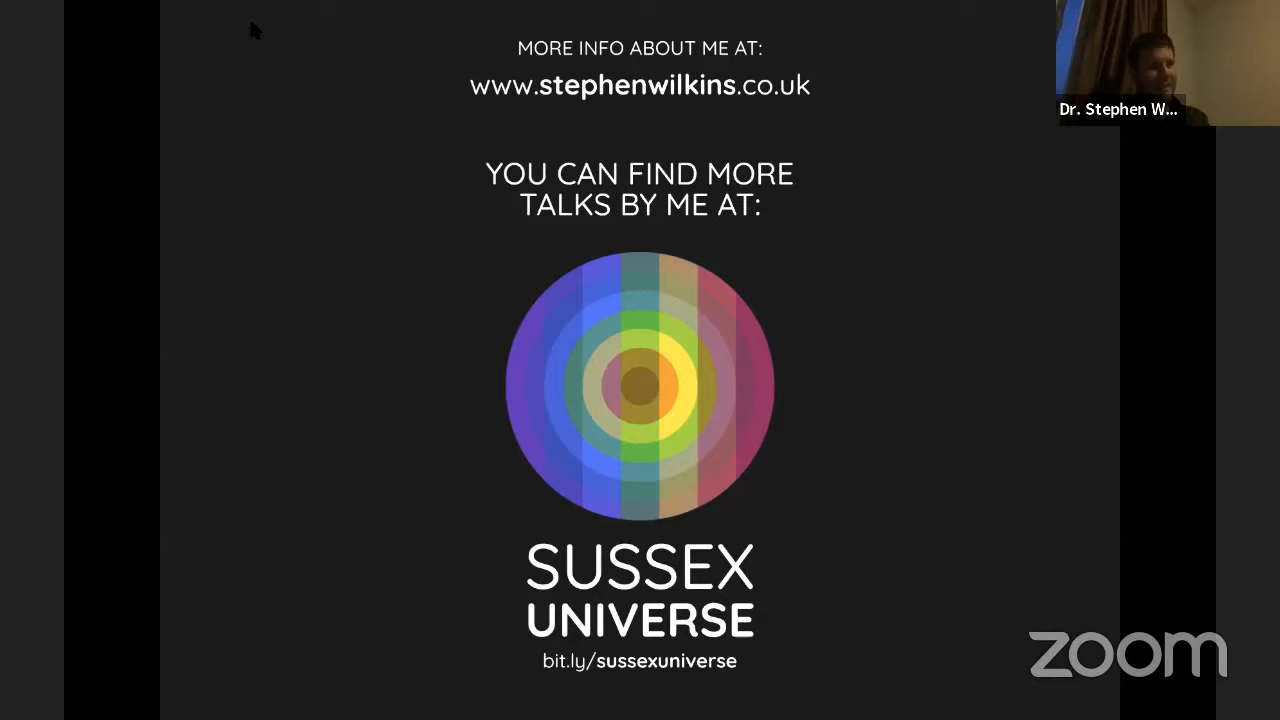 MORE INFO ABOUT ME AT:
www.stephenwilkins.co.uk
Dr. Stephen W...
YOU CAN FIND MORE
TALKS BY ME AT:
SUSSEX
UNIVERSE
bit.ly/sussexuniverse
zoom